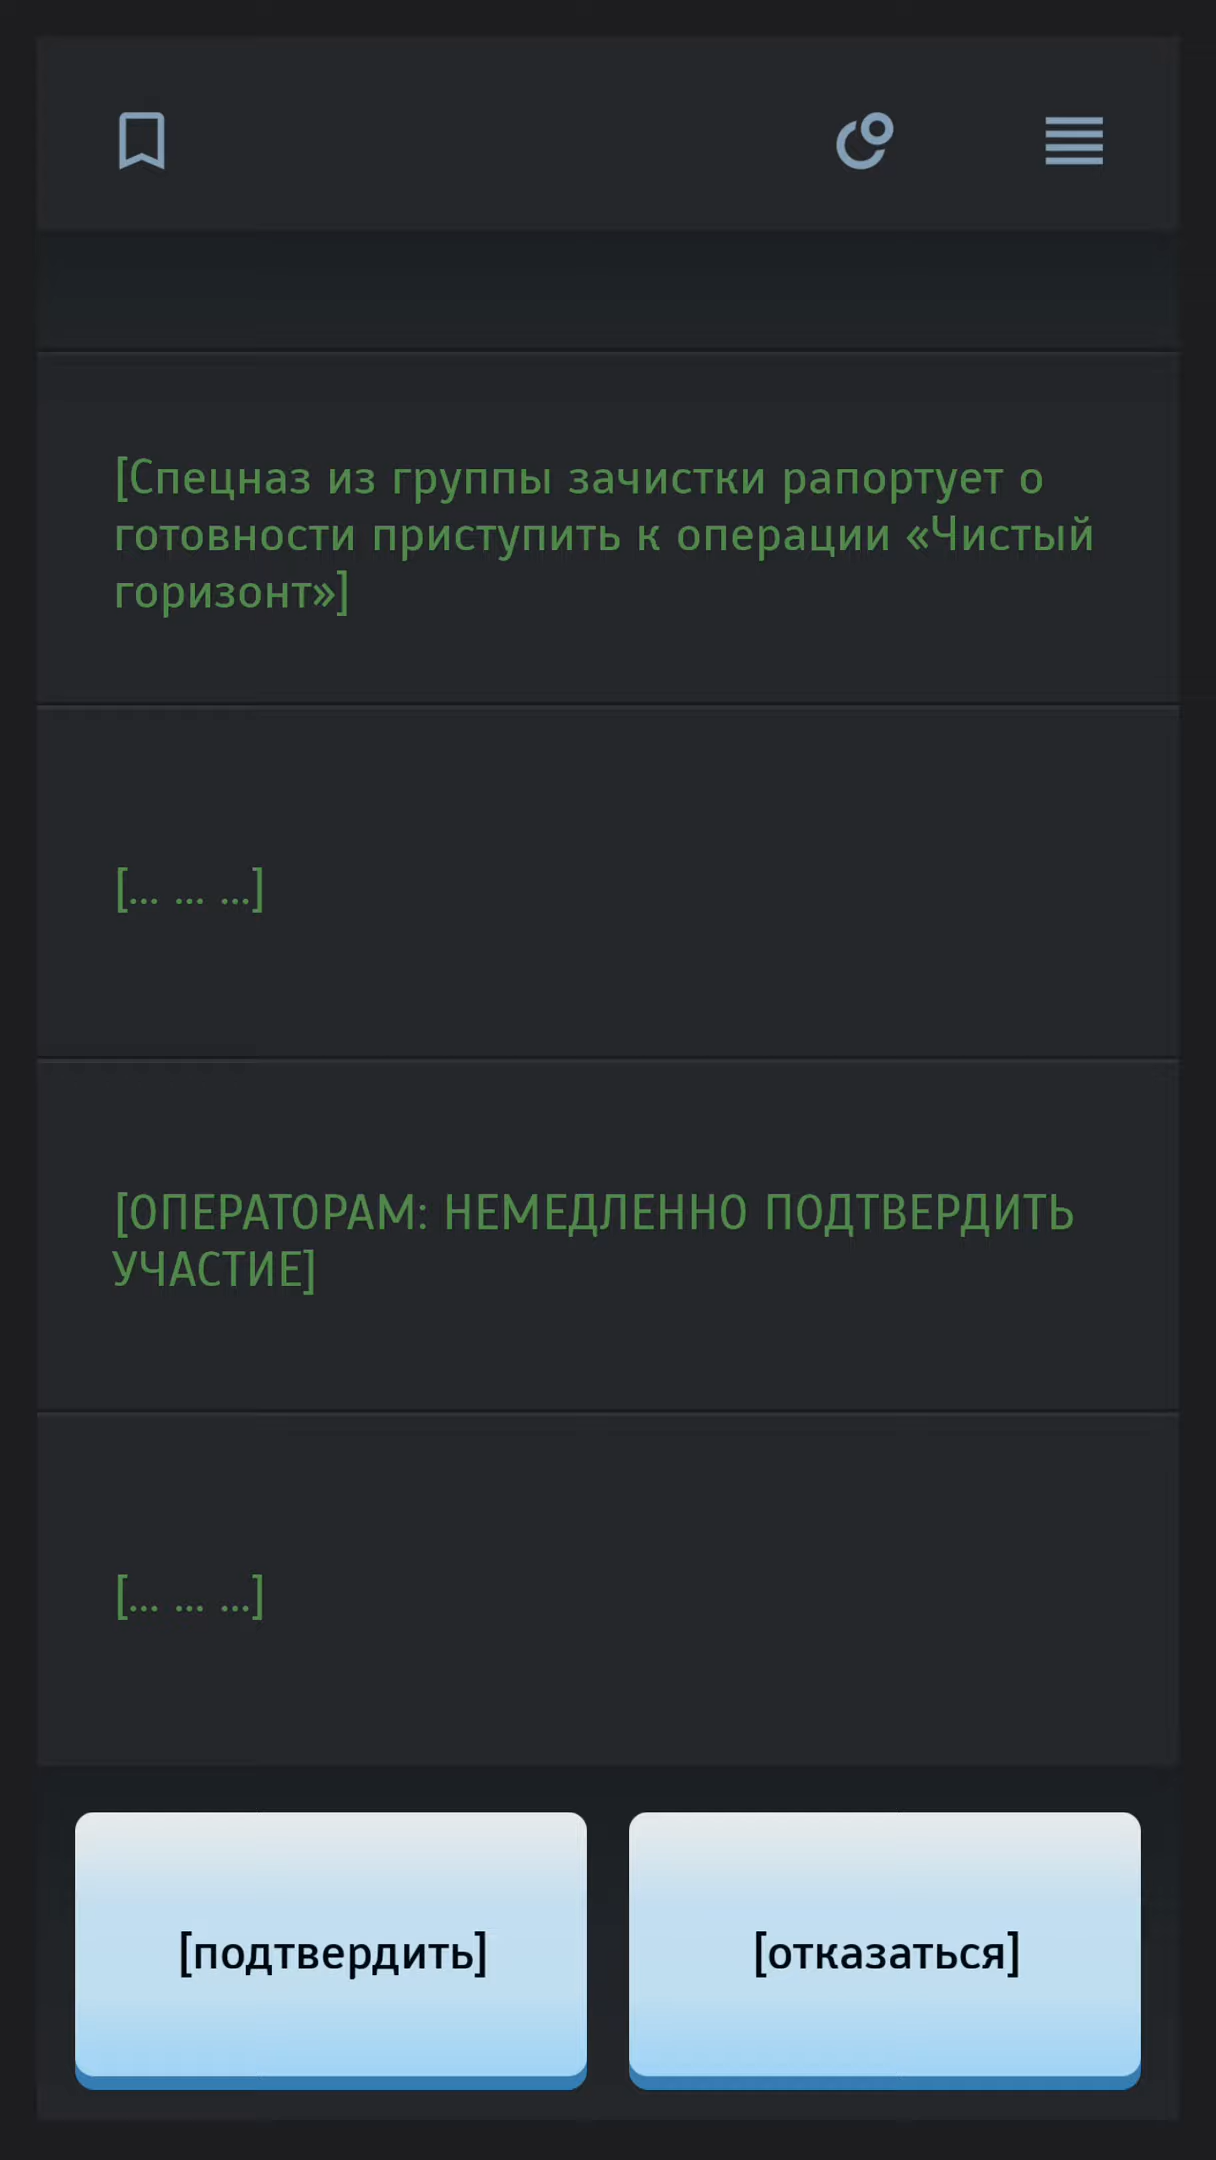 [Спецназ из группы зачистки рапортует о
готовности приступить к операции «Чистый
горизонт»]
[... ... ...]
[ОПЕРАТОРАМ: НЕМЕДЛЕННО ПОДТВЕРДИТЬ
УЧАСТИЕ]
[... ... ...]
[подтвердить]
[отказаться]